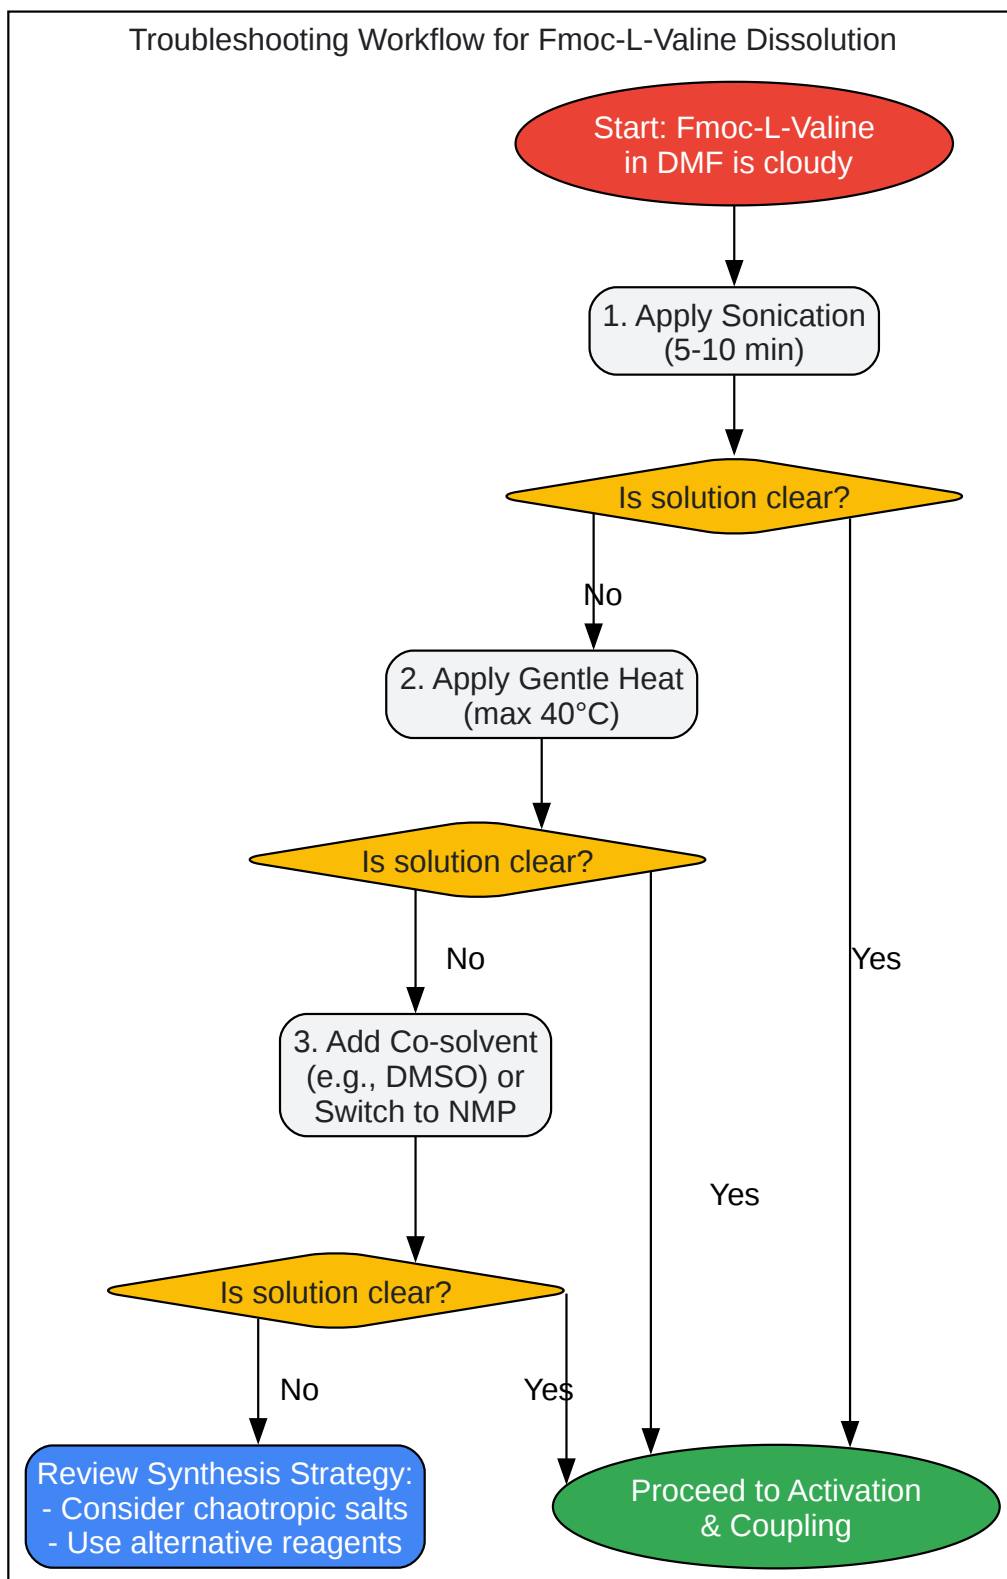 Troubleshooting Workflow for Fmoc-L-Valine Dissolution
Start: Fmoc-L-Valine
in DMF is cloudy
1. Apply Sonication
(5-10 min)
Is solution clear?
No
2. Apply Gentle Heat
(max 40°C)
Is solution clear?
No
Yes
3. Add Co-solvent
(e.g., DMSO) or
Switch to NMP
Yes
Is solution clear?
No
Yes
Review Synthesis Strategy:
- Consider chaotropic salts
- Use alternative reagents
Proceed to Activation
& Coupling